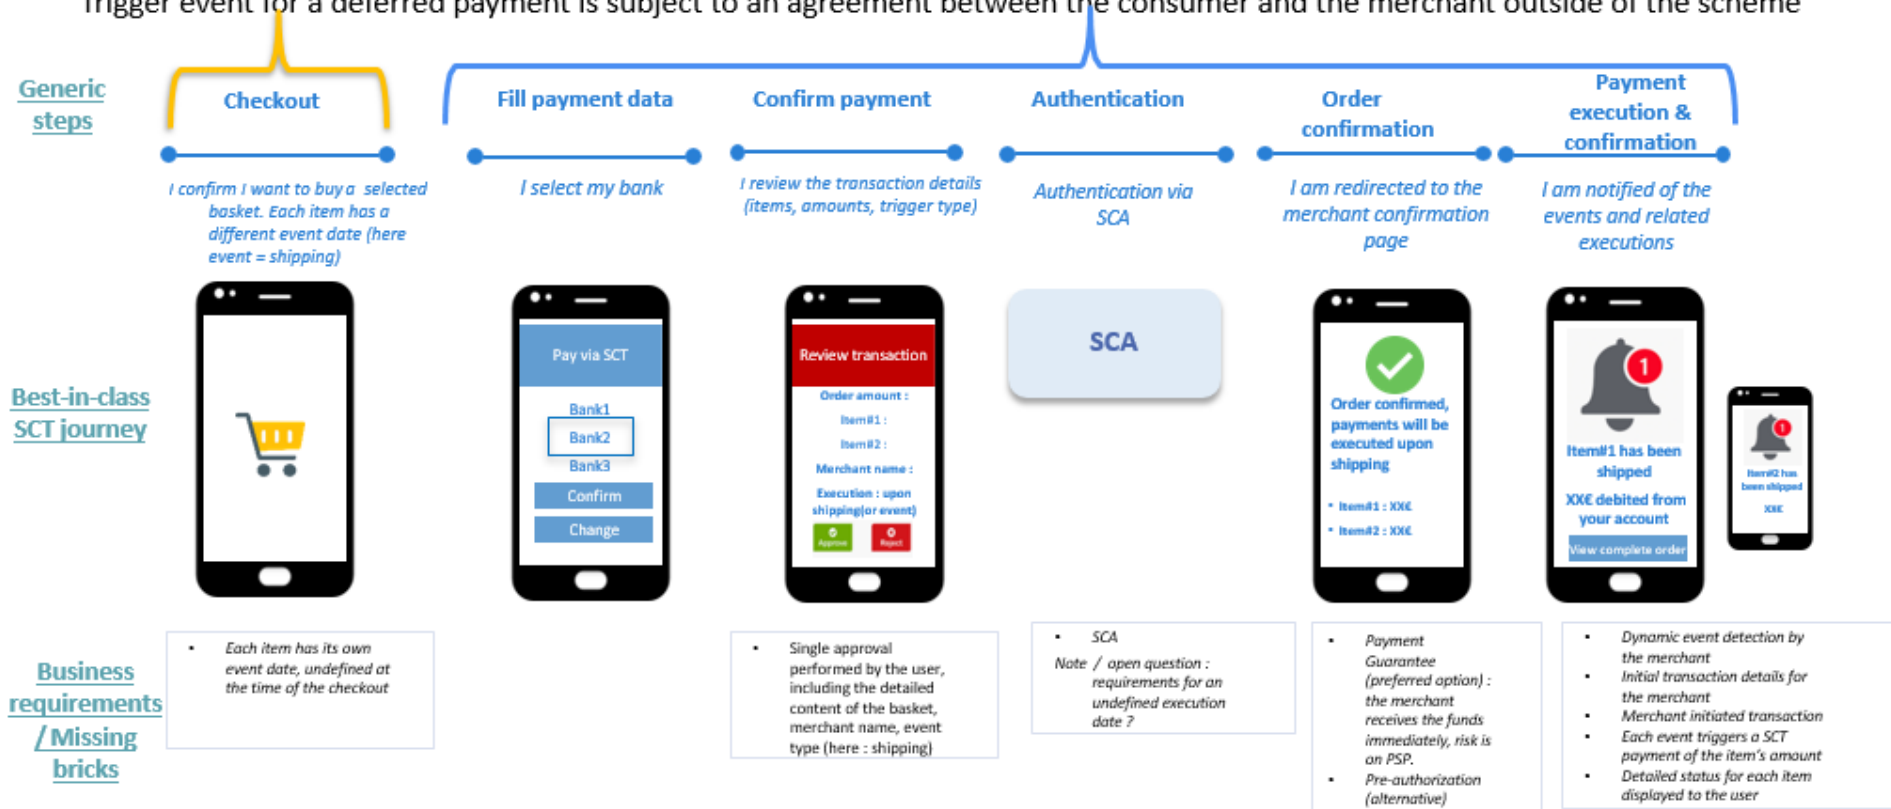 Trigger event for a deferred payment is subject to an agreement between the consumer and the merchant outside of the scheme
Generic
steps
Checkout
Fill payment data
Confirm payment
Authentication
Order
confirmation
Payment
execution &
confirmation
I confirm I want to buy a selected
basket. Each item has a
different event date (here
event = shipping)
I select my bank
I review the transaction details
(items, amounts, trigger type)
Authentication via
SCA
I am redirected to the
merchant confirmation
page
I am notified of the
events and related
executions
Best-in-class
SCT journey
Pay via SCT
Bank1
Bank2
Bank3
Confirm
Change
Review transaction
Order amount :
Item#1 :
Item#2 :
Merchant name :
Execution : upon
shipping(or event)
Approve
Reject
SCA
Order confirmed,
payments will be
executed upon
shipping
• Item#1 : XX€
• Item#2 : XX€
1
Item#1 has been
shipped
XX€ debited from
your account
View complete order
1
Item#2 has
been shipped
XX€
Business
requirements
/ Missing
bricks
• Each item has its own
event date, undefined at
the time of the checkout
• Single approval
performed by the user,
including the detailed
content of the basket,
merchant name, event
type (here : shipping)
• SCA
Note / open question :
requirements for an
undefined execution
date ?
• Payment
Guarantee
(preferred option) :
the merchant
receives the funds
immediately, risk is
on PSP.
• Pre-authorization
(alternative)
• Dynamic event detection by
the merchant
• Initial transaction details for
the merchant
• Merchant initiated transaction
• Each event triggers a SCT
payment of the item's amount
• Detailed status for each item
displayed to the user